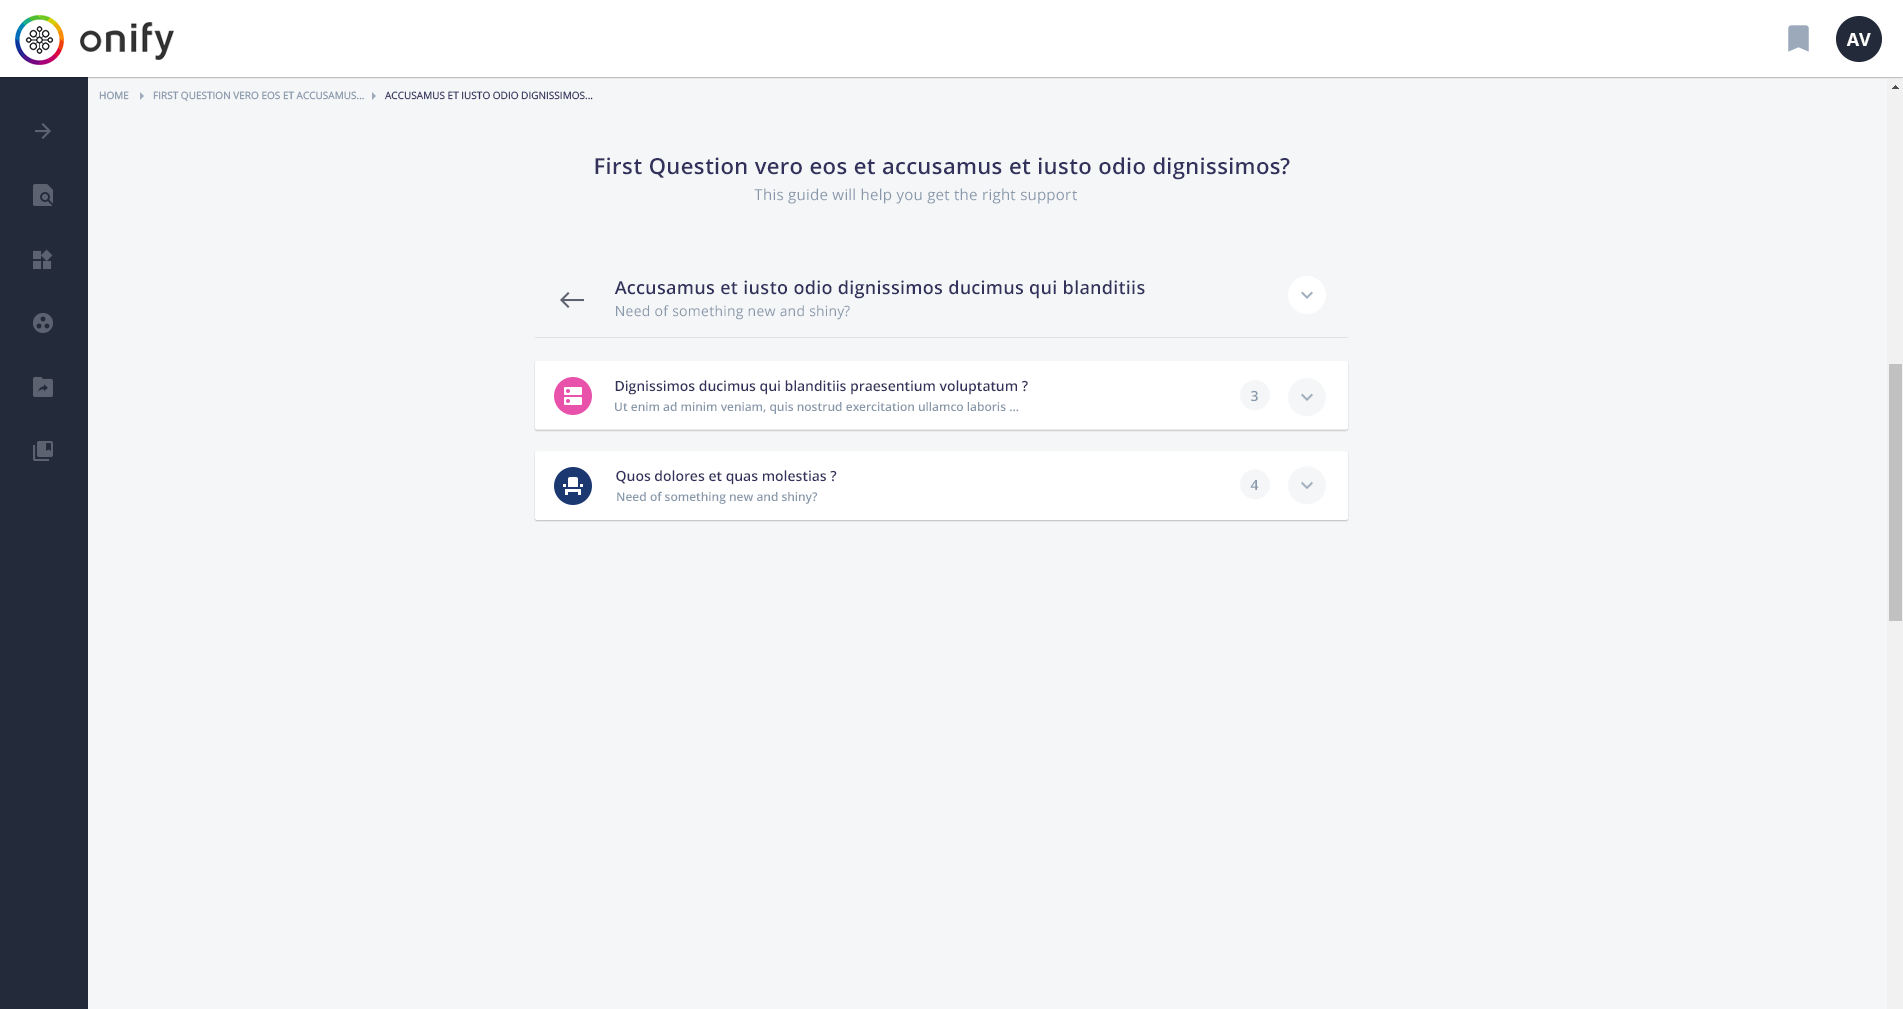 onify
AV
HOME
FIRST QUESTION VERO EOS ET ACCUSAMUS...
ACCUSAMUS ET IUSTO ODIO DIGNISSIMOS...
First Question vero eos et accusamus et iusto odio dignissimos?
This guide will help you get the right support
Accusamus et iusto odio dignissimos ducimus qui blanditiis
Need of something new and shiny?
Dignissimos ducimus qui blanditiis praesentium voluptatum ?
Ut enim ad minim veniam, quis nostrud exercitation ullamco laboris ...
3
Quos dolores et quas molestias ?
Need of something new and shiny?
4